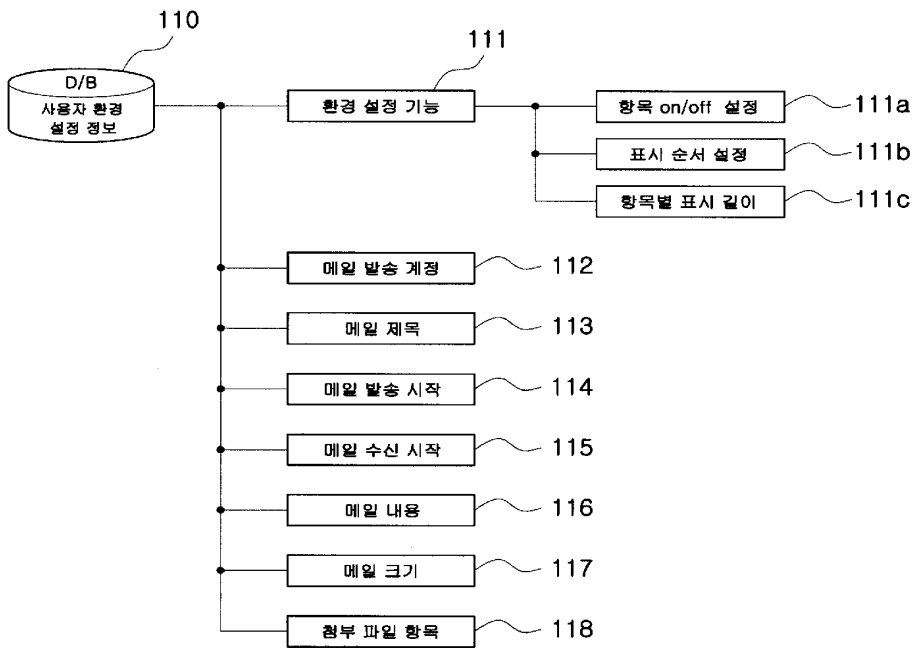 110
D/B
사용자 환경
설정 정보
111
환경 설정 기능
항목 on/off 설정
111a
표시 순서 설정
111b
항목별 표시 길이
111c
메일 발송 계정
112
메일 제목
113
메일 발송 시작
114
메일 수신 시작
115
메일 내용
116
메일 크기
117
첨부 파일 항목
118